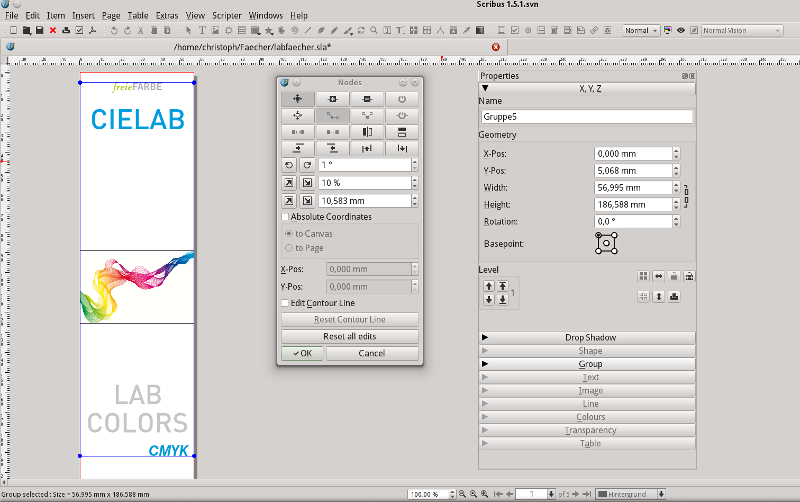 Scribus 1.5.1.svn
File Edit Item Insert Page Table Extras View Scripter Windows Help
Normal
Normal Vision
/home/christoph/Faecher/labfaecher.sla*
freieFARBE
CIELAB
LAB
COLORS
CMYK
Nodes
1 °
10 %
10,583 mm
Absolute Coordinates
to Canvas
to Page
X-Pos: 0,000 mm
Y-Pos: 0,000 mm
Edit Contour Line
Reset Contour Line
Reset all edits
OK Cancel
Properties
X, Y, Z
Name
Gruppe5
Geometry
X-Pos: 0,000 mm
Y-Pos: 5,068 mm
Width: 56,995 mm
Height: 186,588 mm
Rotation: 0,0 °
Basepoint:
Level
1
Drop Shadow
Shape
Group
Text
Image
Line
Colours
Transparency
Table
Group selected : Size = 56.995 mm x 186.588 mm
100.00 %
1 of 5
Hintergrund